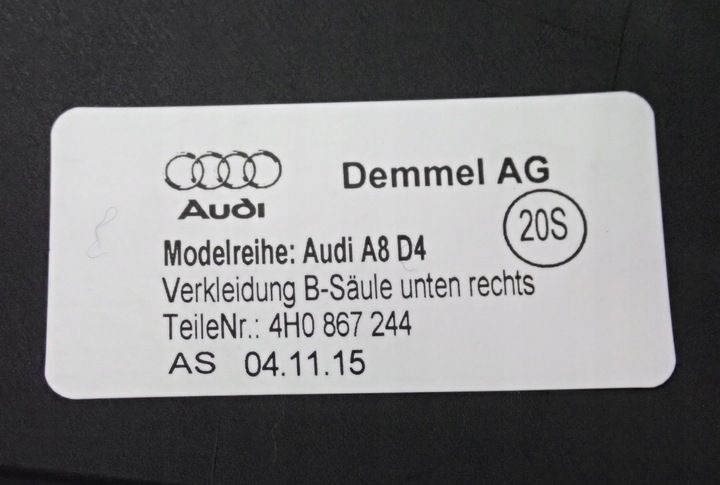 Audi
Demmel AG
20S
Modelreihe: Audi A8 D4
Verkleidung B-Säule unten rechts
TeileNr.: 4H0 867 244
AS 04.11.15